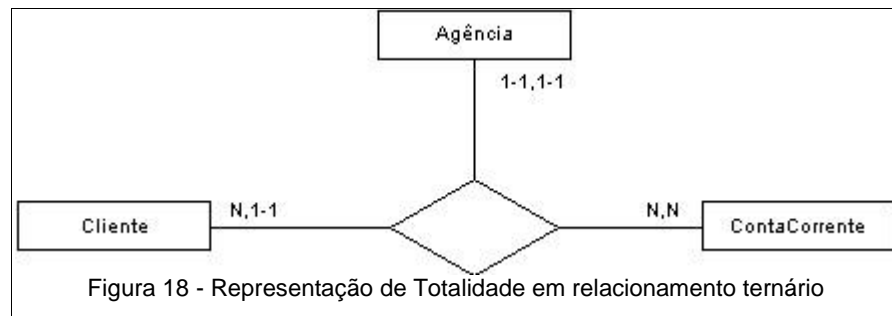 Agência
1-1,1-1
N,1-1
N,N
Cliente
ContaCorrente
Figura 18 - Representação de Totalidade em relacionamento ternário